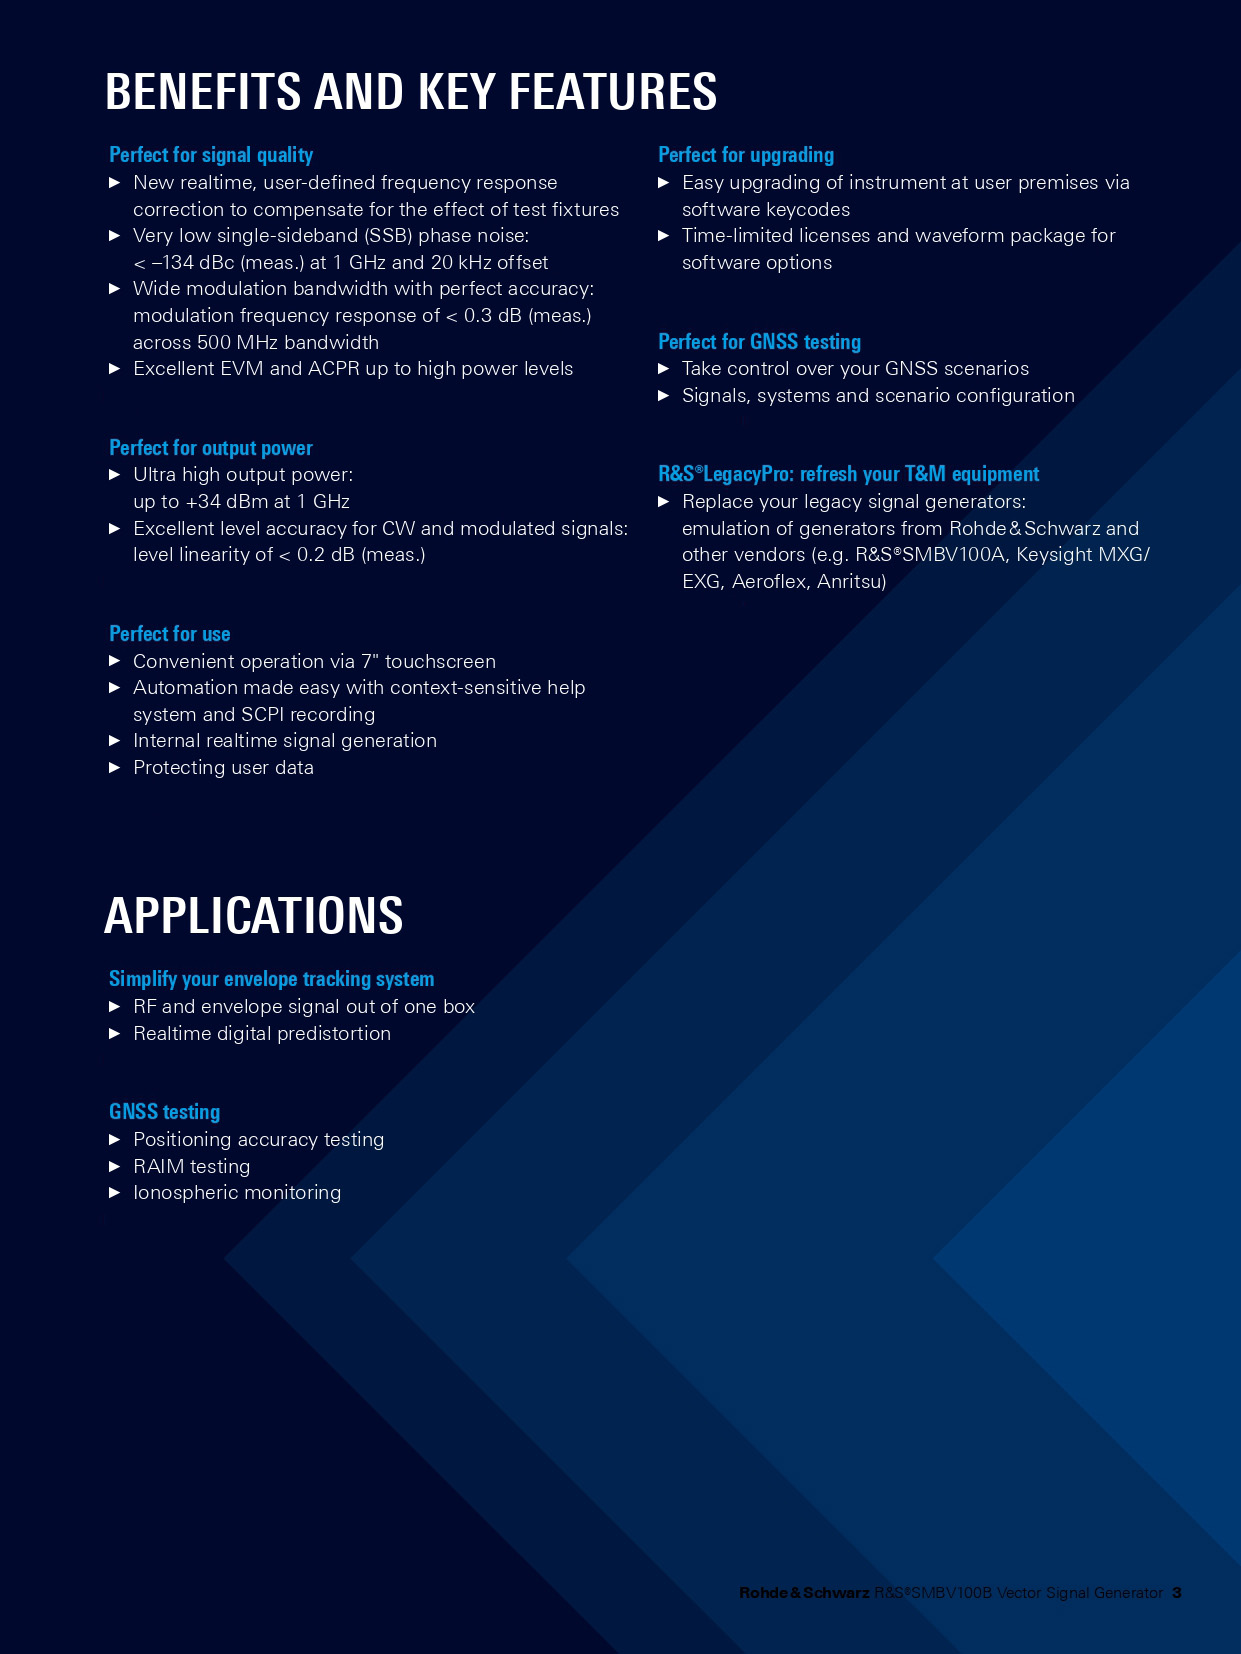 BENEFITS AND KEY FEATURES
Perfect for signal quality
► New realtime, user-defined frequency response
correction to compensate for the effect of test fixtures
► Very low single-sideband (SSB) phase noise:
< –134 dBc (meas.) at 1 GHz and 20 kHz offset
► Wide modulation bandwidth with perfect accuracy:
modulation frequency response of < 0.3 dB (meas.)
across 500 MHz bandwidth
► Excellent EVM and ACPR up to high power levels
Perfect for output power
► Ultra high output power:
up to +34 dBm at 1 GHz
► Excellent level accuracy for CW and modulated signals:
level linearity of < 0.2 dB (meas.)
Perfect for use
► Convenient operation via 7" touchscreen
► Automation made easy with context-sensitive help
system and SCPI recording
► Internal realtime signal generation
► Protecting user data
Perfect for upgrading
► Easy upgrading of instrument at user premises via
software keycodes
► Time-limited licenses and waveform package for
software options
Perfect for GNSS testing
► Take control over your GNSS scenarios
► Signals, systems and scenario configuration
R&S®LegacyPro: refresh your T&M equipment
► Replace your legacy signal generators:
emulation of generators from Rohde & Schwarz and
other vendors (e.g. R&S®SMBV100A, Keysight MXG/
EXG, Aeroflex, Anritsu)
APPLICATIONS
Simplify your envelope tracking system
► RF and envelope signal out of one box
► Realtime digital predistortion
GNSS testing
► Positioning accuracy testing
► RAIM testing
► Ionospheric monitoring
Rohde & Schwarz R&S®SMBV100B Vector Signal Generator 3